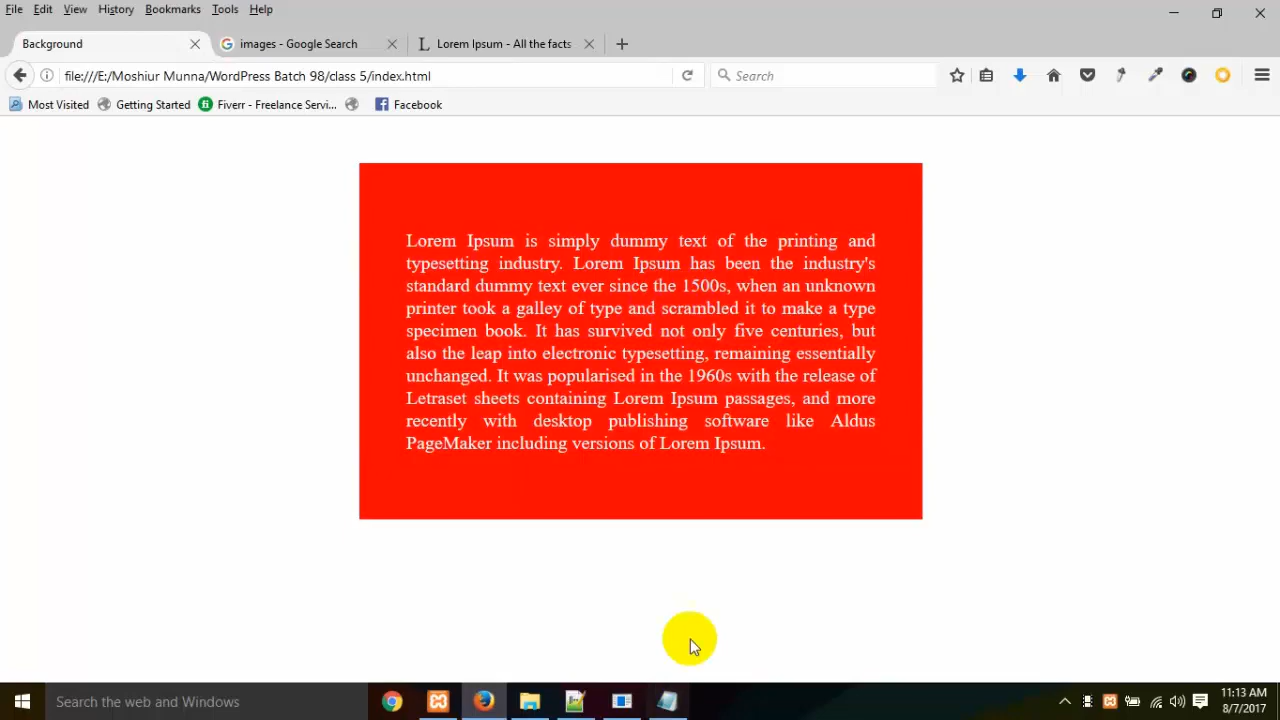 File Edit View History Bookmarks Tools Help
Background
images - Google Search
Lorem Ipsum - All the facts
file:///E:/Moshiur Munna/WordPress Batch 98/class 5/index.html
Search
Most Visited
Getting Started
Fiverr - Freelance Servi...
Facebook
Lorem Ipsum is simply dummy text of the printing and
typesetting industry. Lorem Ipsum has been the industry's
standard dummy text ever since the 1500s, when an unknown
printer took a galley of type and scrambled it to make a type
specimen book. It has survived not only five centuries, but
also the leap into electronic typesetting, remaining essentially
unchanged. It was popularised in the 1960s with the release of
Letraset sheets containing Lorem Ipsum passages, and more
recently with desktop publishing software like Aldus
PageMaker including versions of Lorem Ipsum.
Search the web and Windows
11:13 AM
8/7/2017